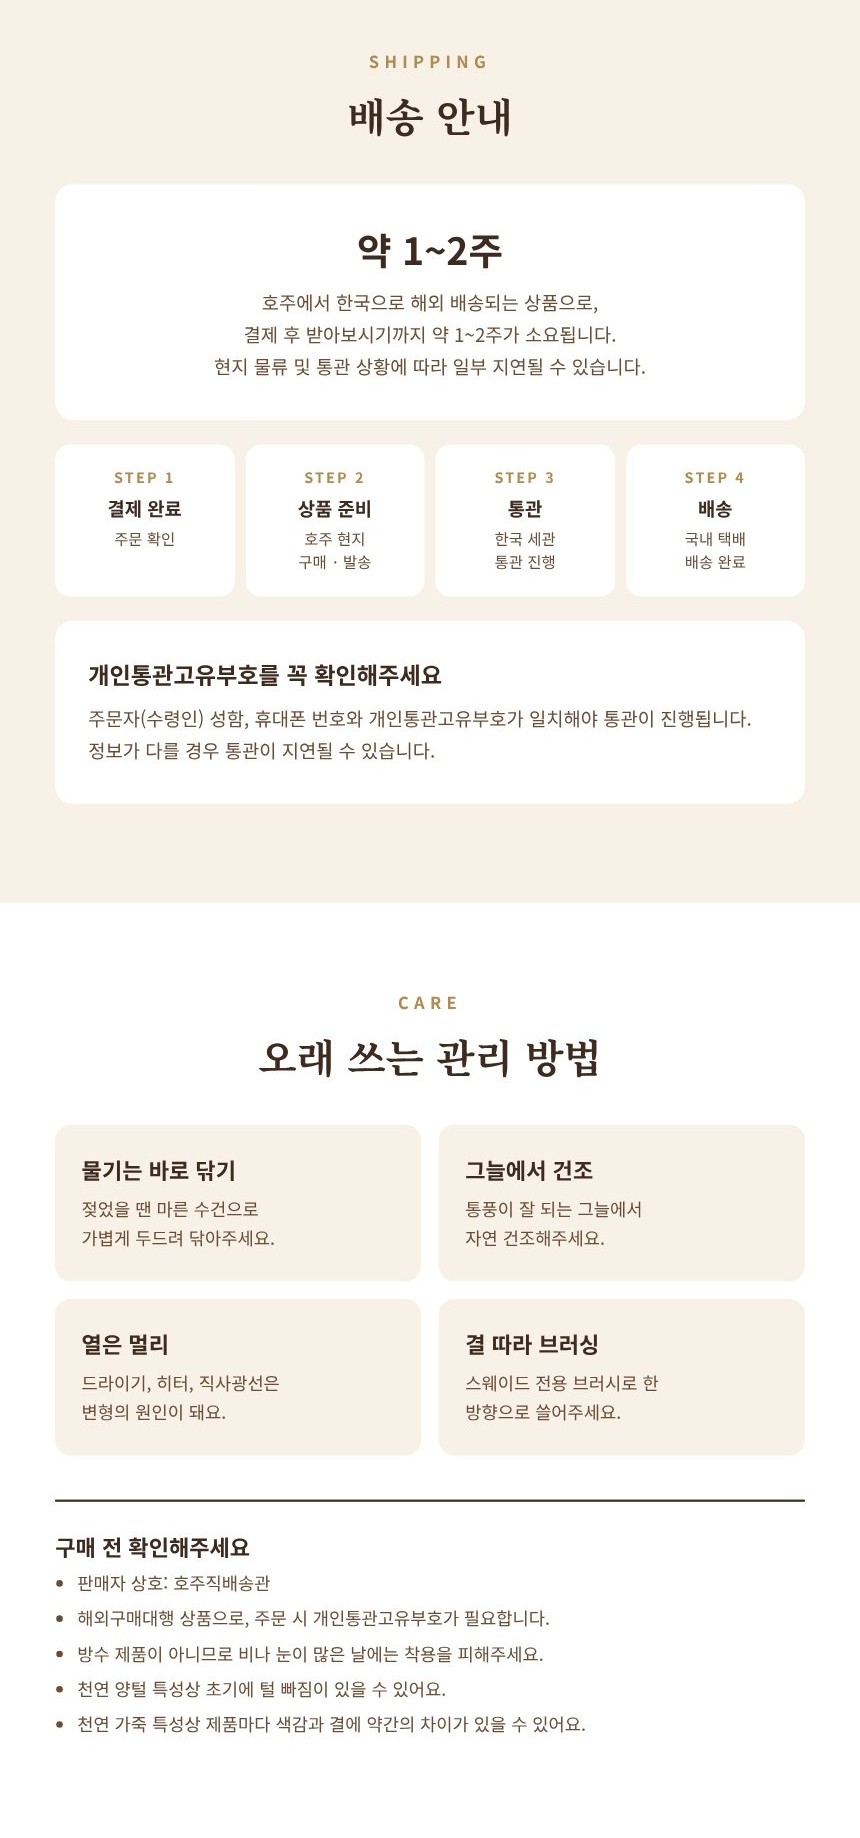 SHIPPING
배송 안내
약 1~2주
호주에서 한국으로 해외 배송되는 상품으로,
결제 후 받아보시기까지 약 1~2주가 소요됩니다.
현지 물류 및 통관 상황에 따라 일부 지연될 수 있습니다.
STEP 1
결제 완료
주문 확인
STEP 2
상품 준비
호주 현지
구매 · 발송
STEP 3
통관
한국 세관
통관 진행
STEP 4
배송
국내 택배
배송 완료
개인통관고유부호를 꼭 확인해주세요
주문자(수령인) 성함, 휴대폰 번호와 개인통관고유부호가 일치해야 통관이 진행됩니다.
정보가 다를 경우 통관이 지연될 수 있습니다.
CARE
오래 쓰는 관리 방법
물기는 바로 닦기
젖었을 땐 마른 수건으로
가볍게 두드려 닦아주세요.
그늘에서 건조
통풍이 잘 되는 그늘에서
자연 건조해주세요.
열은 멀리
드라이기, 히터, 직사광선은
변형의 원인이 돼요.
결 따라 브러싱
스웨이드 전용 브러시로 한
방향으로 쓸어주세요.
구매 전 확인해주세요
• 판매자 상호: 호주직배송관
• 해외구매대행 상품으로, 주문 시 개인통관고유부호가 필요합니다.
• 방수 제품이 아니므로 비나 눈이 많은 날에는 착용을 피해주세요.
• 천연 양털 특성상 초기에 털 빠짐이 있을 수 있어요.
• 천연 가죽 특성상 제품마다 색감과 결에 약간의 차이가 있을 수 있어요.